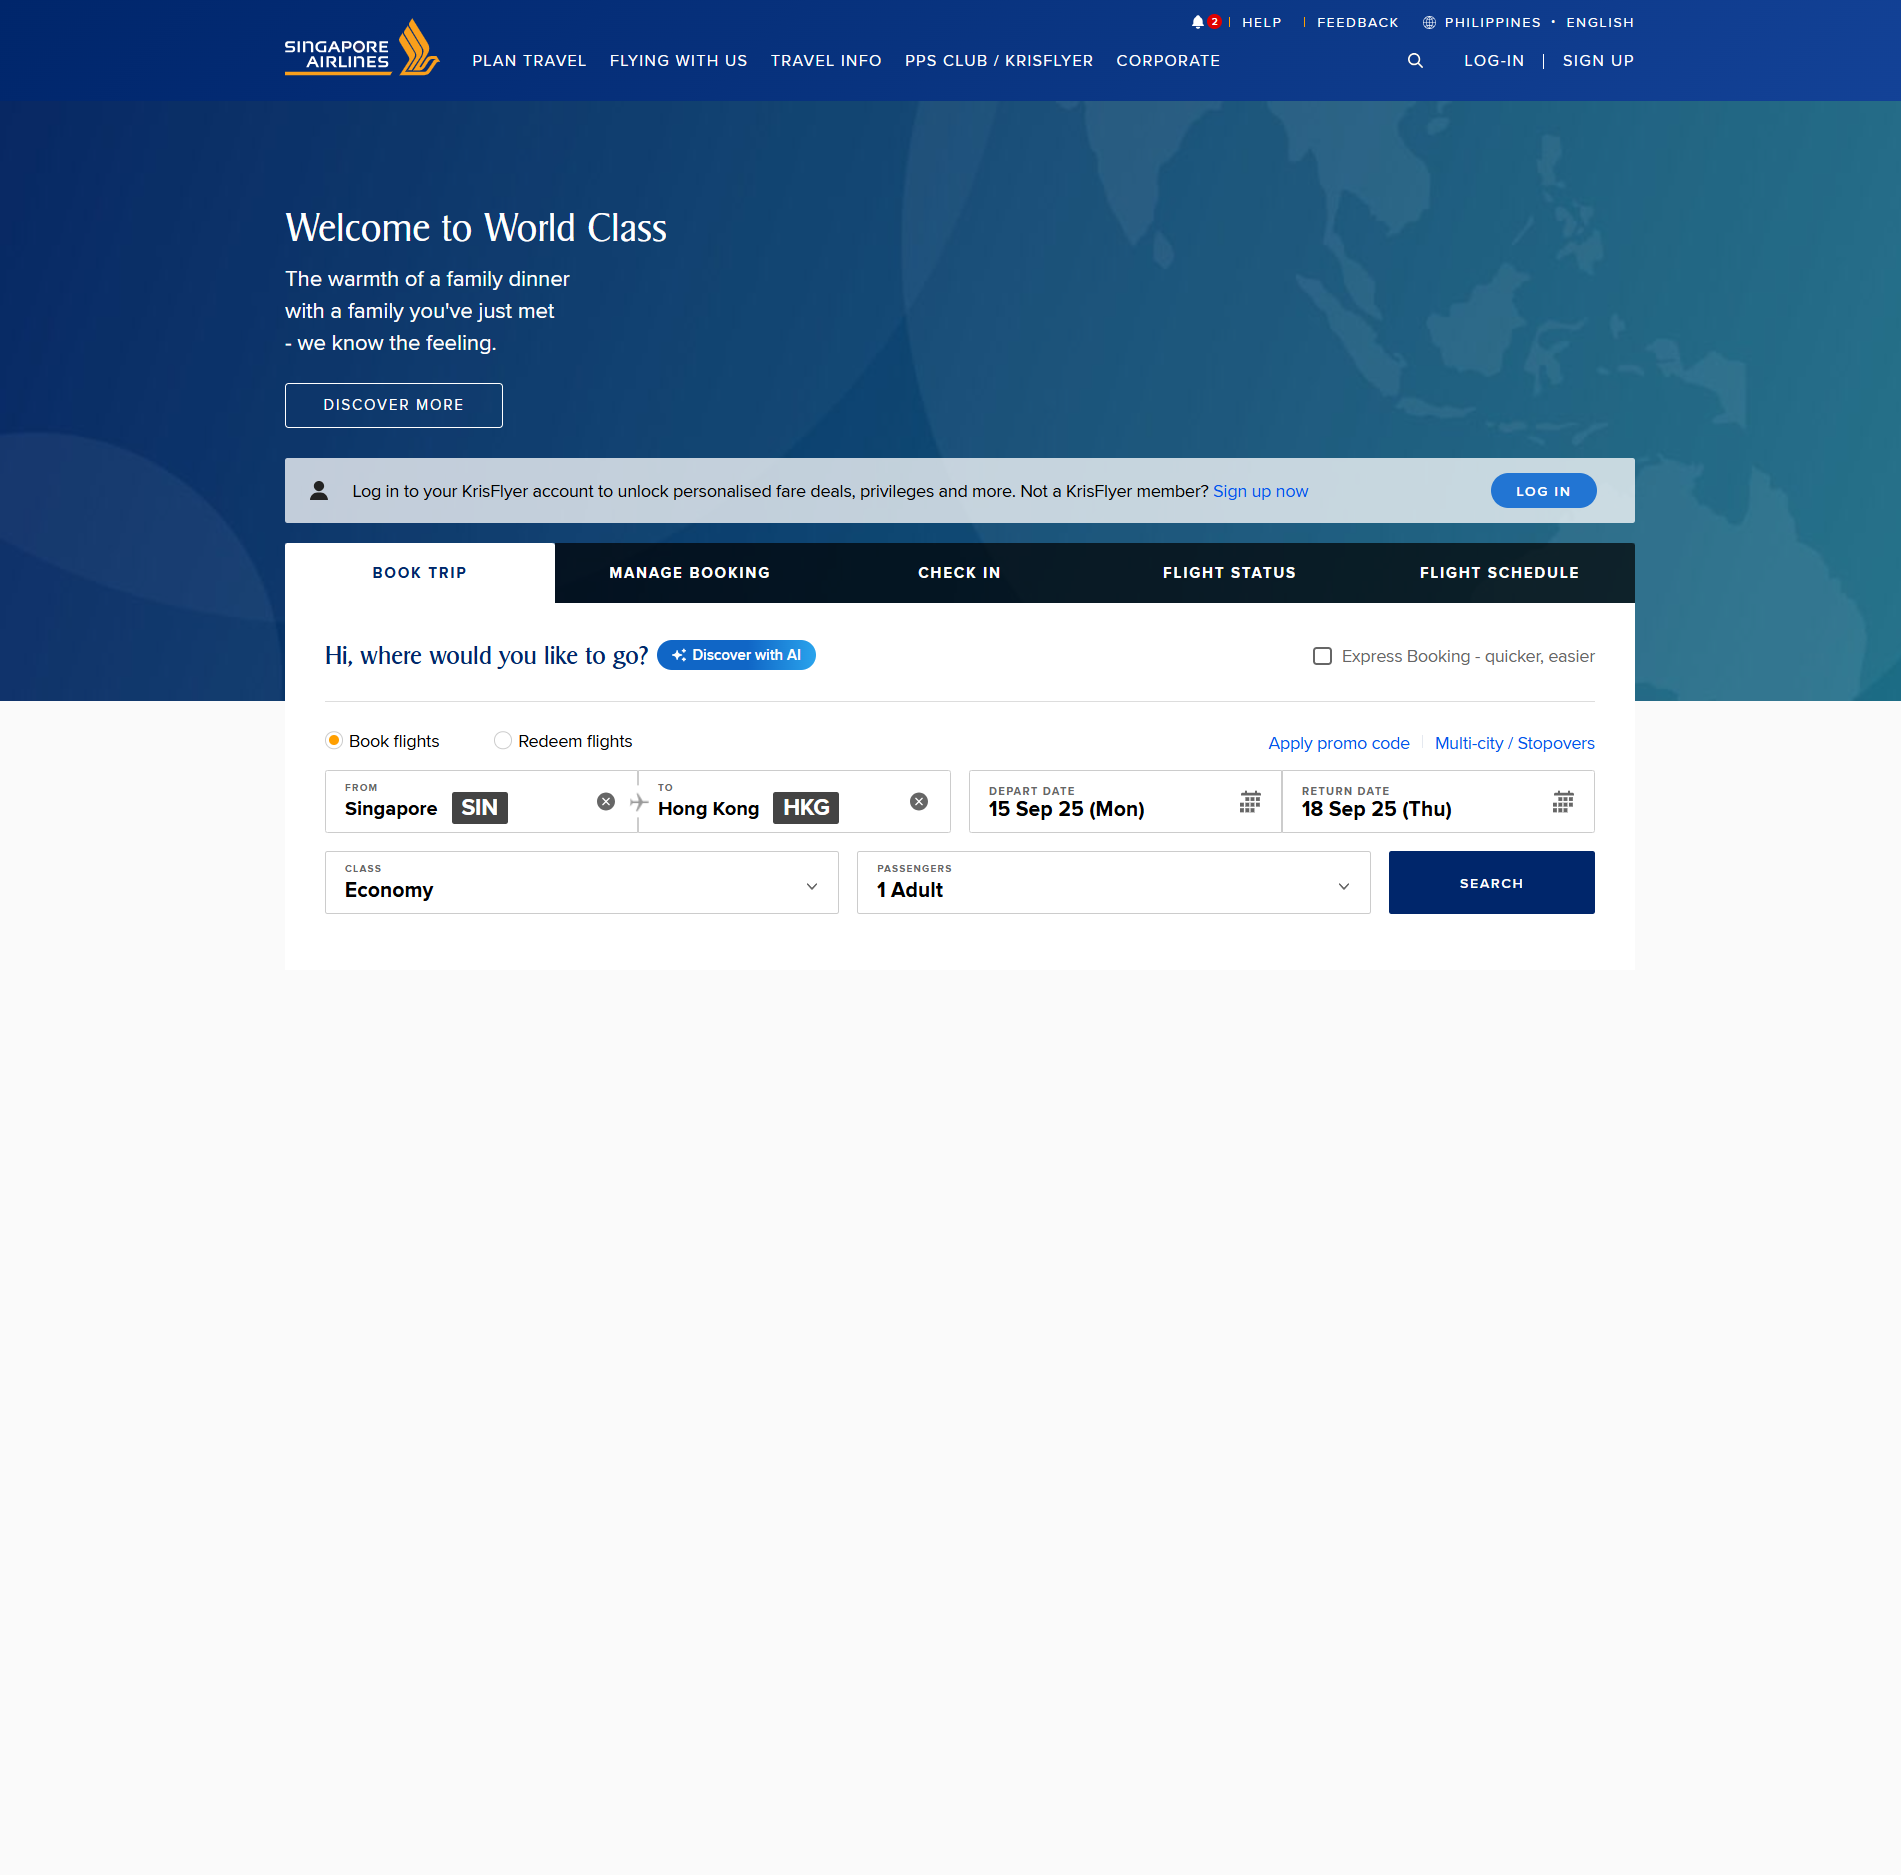 2
HELP
FEEDBACK
PHILIPPINES • ENGLISH
SINGAPORE
AIRLINES
PLAN TRAVEL
FLYING WITH US
TRAVEL INFO
PPS CLUB / KRISFLYER
CORPORATE
LOG-IN
SIGN UP
Welcome to World Class
The warmth of a family dinner
with a family you've just met
- we know the feeling.
DISCOVER MORE
Log in to your KrisFlyer account to unlock personalised fare deals, privileges and more. Not a KrisFlyer member? Sign up now
LOG IN
BOOK TRIP
MANAGE BOOKING
CHECK IN
FLIGHT STATUS
FLIGHT SCHEDULE
Hi, where would you like to go?
Discover with AI
Express Booking - quicker, easier
Book flights
Redeem flights
Apply promo code
Multi-city / Stopovers
FROM
Singapore SIN
TO
Hong Kong HKG
DEPART DATE
15 Sep 25 (Mon)
RETURN DATE
18 Sep 25 (Thu)
CLASS
Economy
PASSENGERS
1 Adult
SEARCH